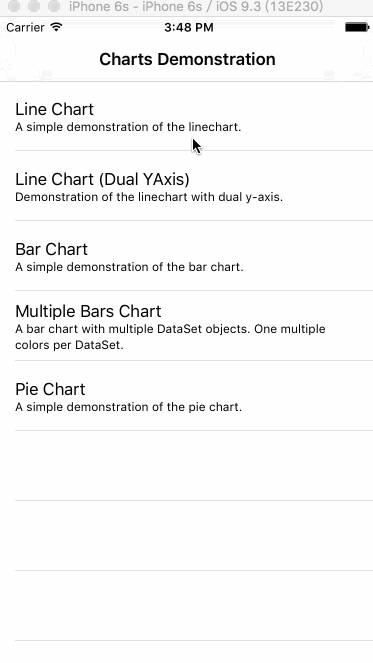 iPhone 6s - iPhone 6s / iOS 9.3 (13E230)
Carrier 3:48 PM
Charts Demonstration
Line Chart
A simple demonstration of the linechart.
Line Chart (Dual YAxis)
Demonstration of the linechart with dual y-axis.
Bar Chart
A simple demonstration of the bar chart.
Multiple Bars Chart
A bar chart with multiple DataSet objects. One multiple
colors per DataSet.
Pie Chart
A simple demonstration of the pie chart.